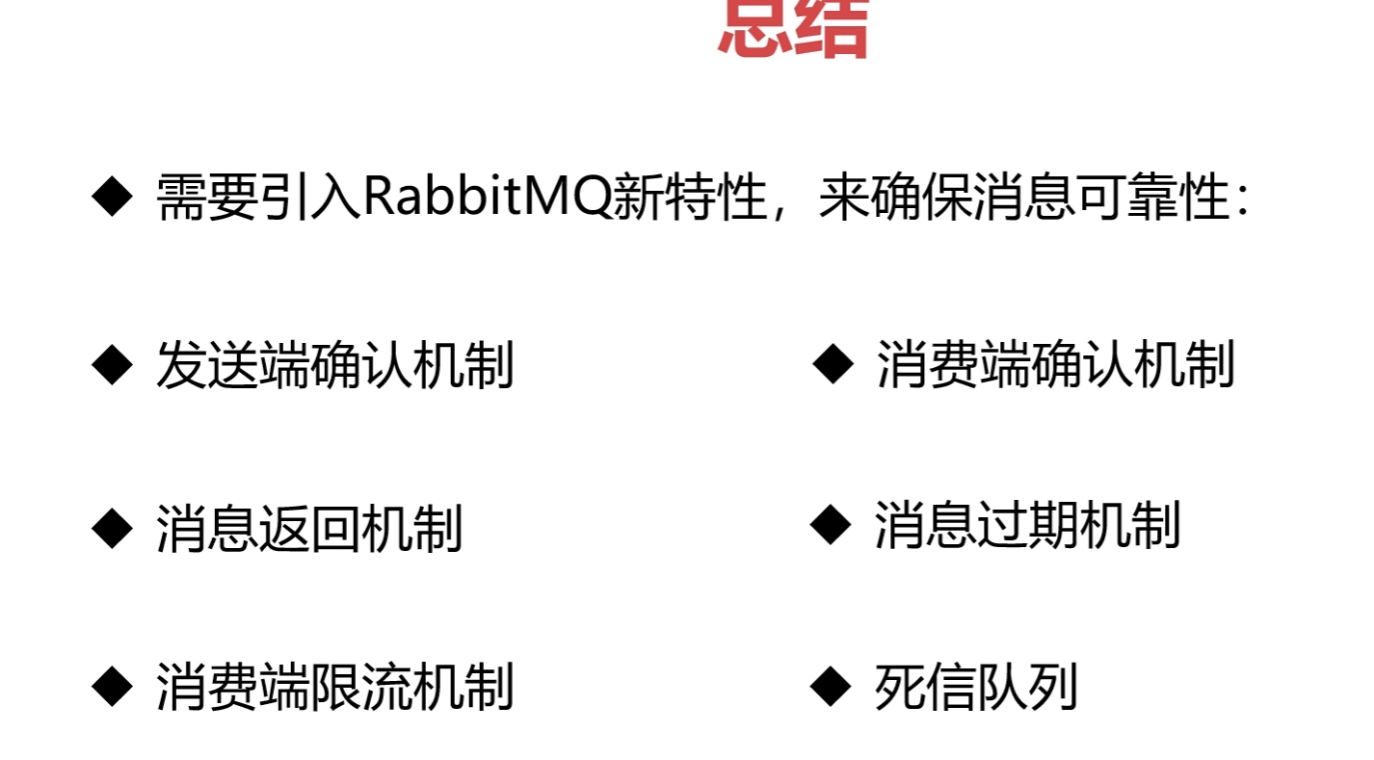 总结
◆ 需要引入RabbitMQ新特性，来确保消息可靠性：
◆ 发送端确认机制
◆ 消费端确认机制
◆ 消息返回机制
◆ 消息过期机制
◆ 消费端限流机制
◆ 死信队列